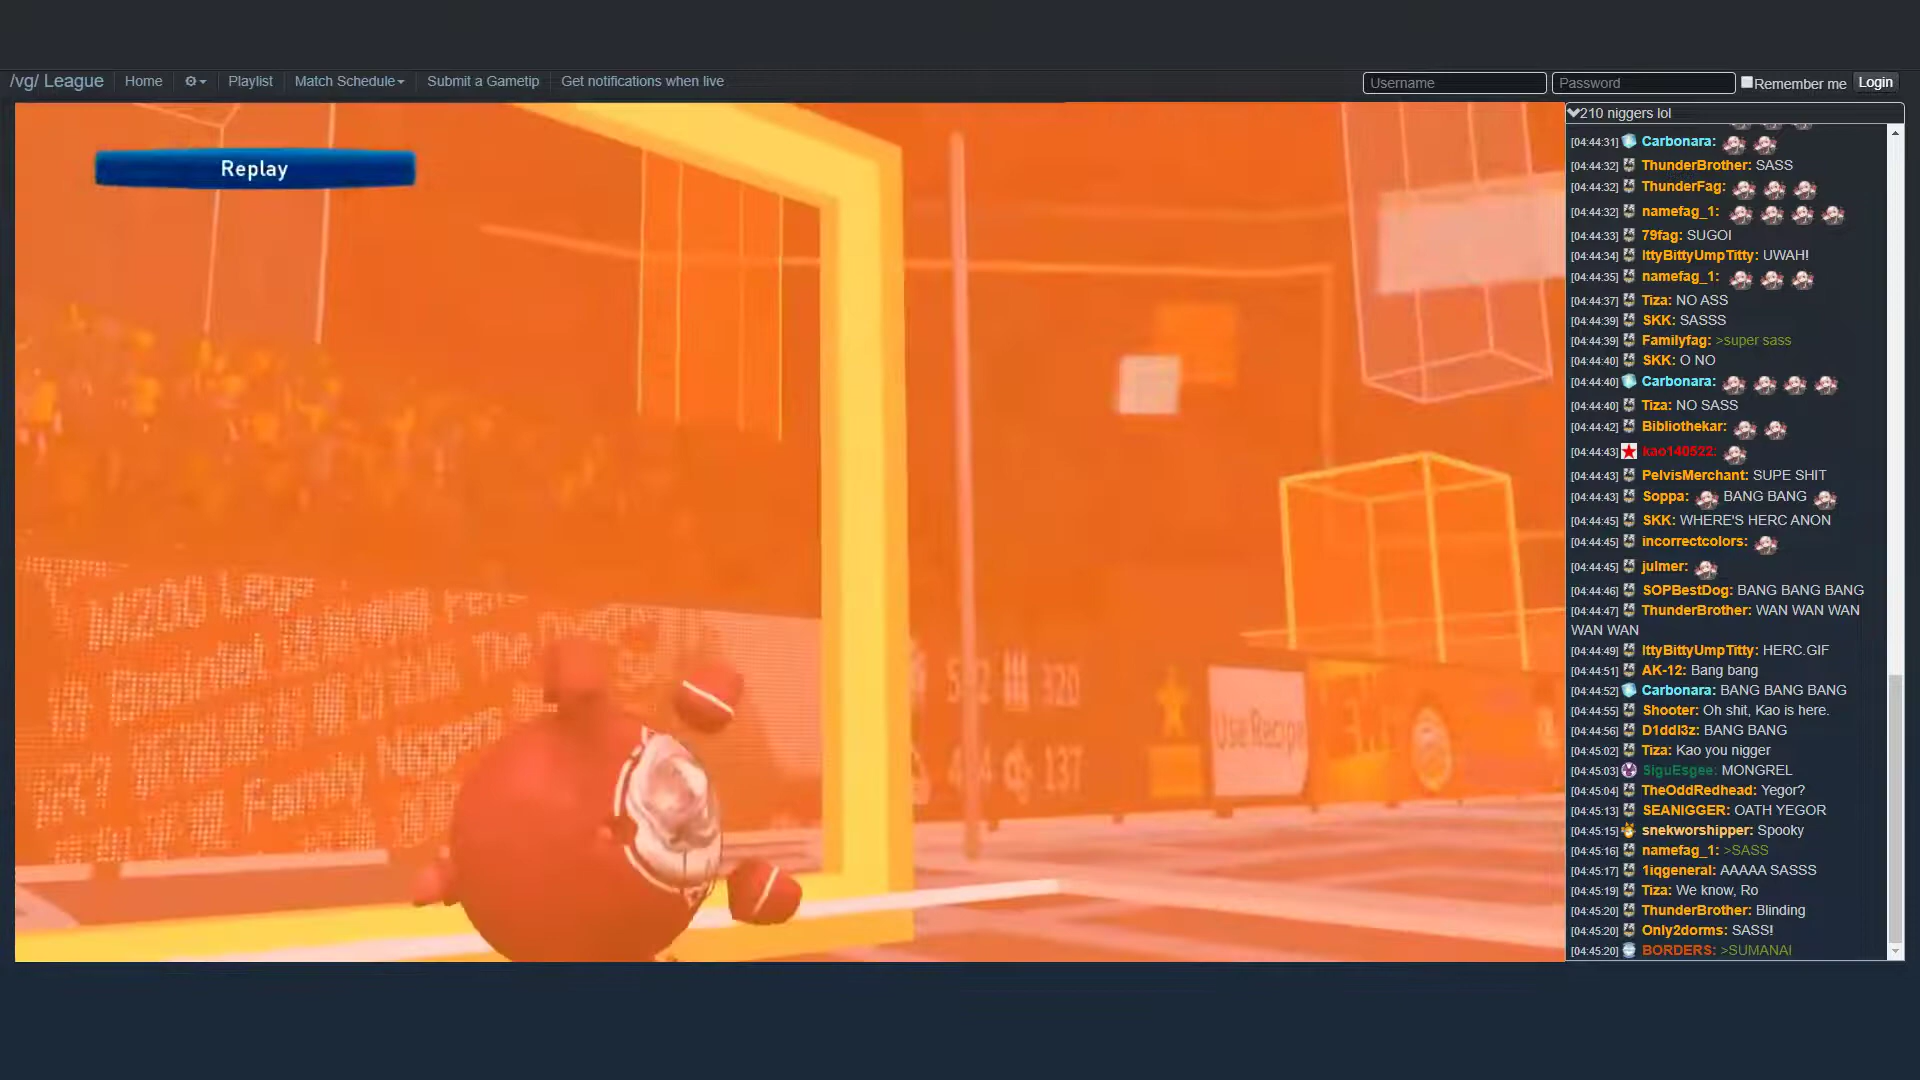 /vg/ League Home Playlist Match Schedule Submit a Gametip Get notifications when live Username Password Remember me Login
210 niggers lol
Replay
[04:44:31] Carbonara:
[04:44:32] ThunderBrother: SASS
[04:44:32] ThunderFag:
[04:44:32] namefag_1:
[04:44:33] 79fag: SUGOI
[04:44:34] IttyBittyUmpTitty: UWAH!
[04:44:35] namefag_1:
[04:44:37] Tiza: NO ASS
[04:44:39] SKK: SASSS
[04:44:39] Familyfag: >super sass
[04:44:40] SKK: O NO
[04:44:40] Carbonara:
[04:44:40] Tiza: NO SASS
[04:44:42] Bibliothekar:
[04:44:43] kao140522:
[04:44:43] PelvisMerchant: SUPE SHIT
[04:44:43] Soppa: BANG BANG
[04:44:45] SKK: WHERE'S HERC ANON
[04:44:45] incorrectcolors:
[04:44:45] julmer:
[04:44:46] SOPBestDog: BANG BANG BANG
[04:44:47] ThunderBrother: WAN WAN WAN
WAN WAN
[04:44:49] IttyBittyUmpTitty: HERC.GIF
[04:44:51] AK-12: Bang bang
[04:44:52] Carbonara: BANG BANG BANG
[04:44:55] Shooter: Oh shit, Kao is here.
[04:44:56] D1ddl3z: BANG BANG
[04:45:02] Tiza: Kao you nigger
[04:45:03] SiguEsgee: MONGREL
[04:45:04] TheOddRedhead: Yegor?
[04:45:13] SEANIGGER: OATH YEGOR
[04:45:15] snekworshipper: Spooky
[04:45:16] namefag_1: >SASS
[04:45:17] 1iqgeneral: AAAAA SASSS
[04:45:19] Tiza: We know, Ro
[04:45:20] ThunderBrother: Blinding
[04:45:20] Only2dorms: SASS!
[04:45:20] BORDERS: >SUMANAI
320
Use Recipe
137